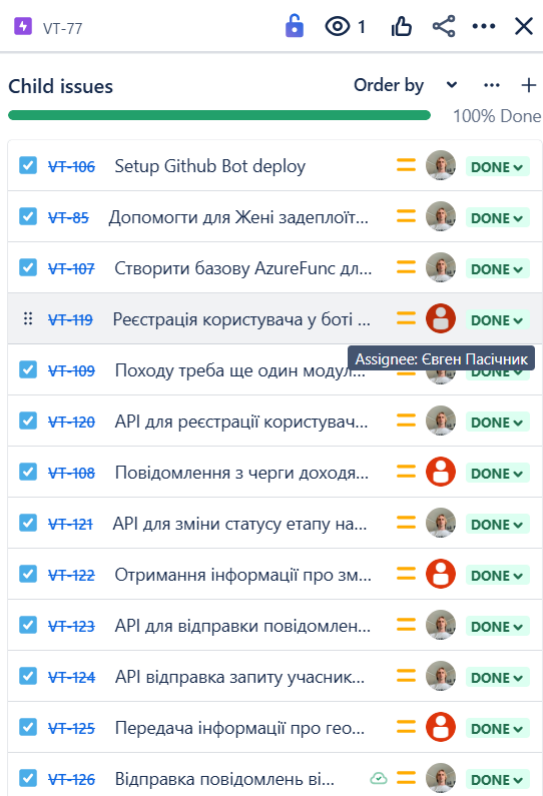 VT-77
1
Child issues
Order by
100% Done
VT-106 Setup Github Bot deploy DONE
VT-85 Допомогти для Жені задеплоїт... DONE
VT-107 Створити базову AzureFunc дл... DONE
VT-119 Реєстрація користувача у боті ... DONE
Assignee: Євген Пасічник
VT-109 Походу треба ще один модул... DONE
VT-120 API для реєстрації користувач... DONE
VT-108 Повідомлення з черги доходя... DONE
VT-121 API для зміни статусу етапу на... DONE
VT-122 Отримання інформації про зм... DONE
VT-123 API для відправки повідомлен... DONE
VT-124 API відправка запиту учасник... DONE
VT-125 Передача інформації про гео... DONE
VT-126 Відправка повідомлень ві... DONE